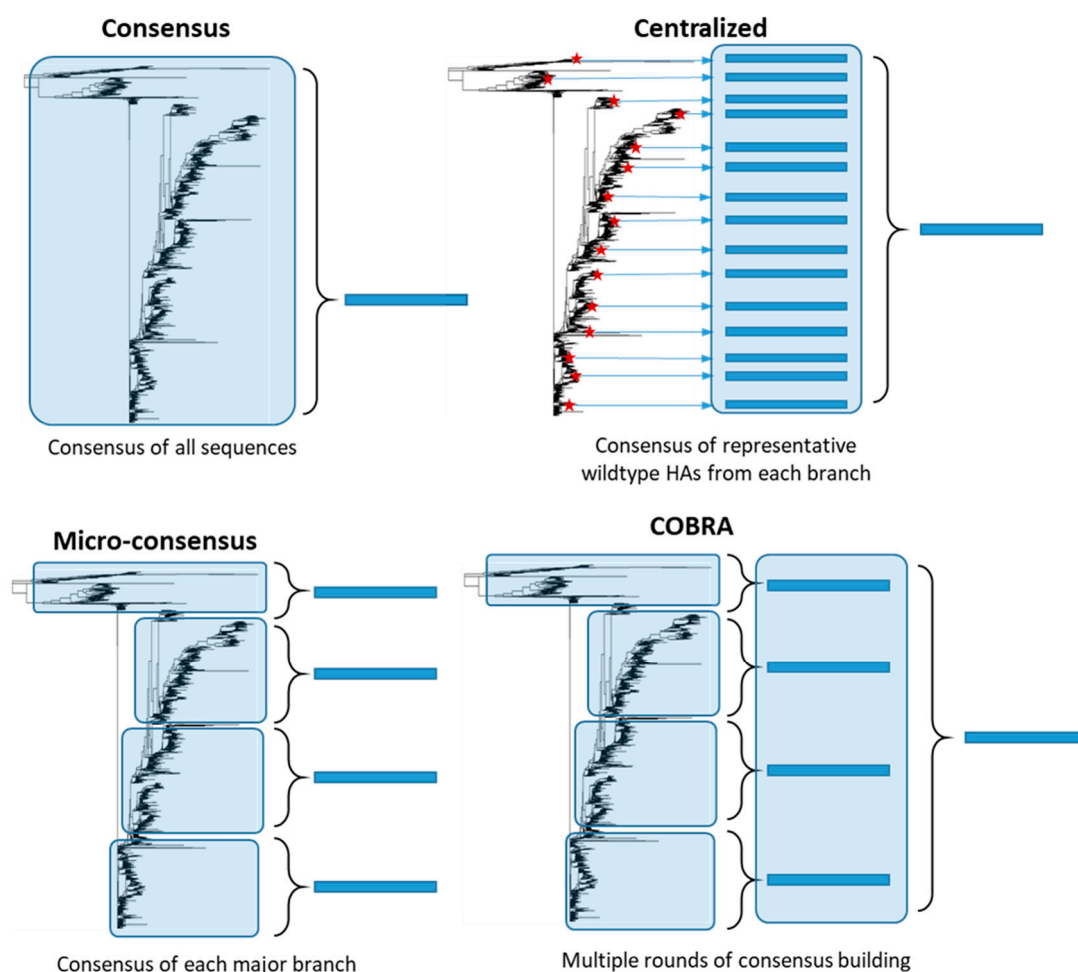 Consensus
Consensus of all sequences
Centralized
Consensus of representative
wildtype HAs from each branch
Micro-consensus
Consensus of each major branch
COBRA
Multiple rounds of consensus building